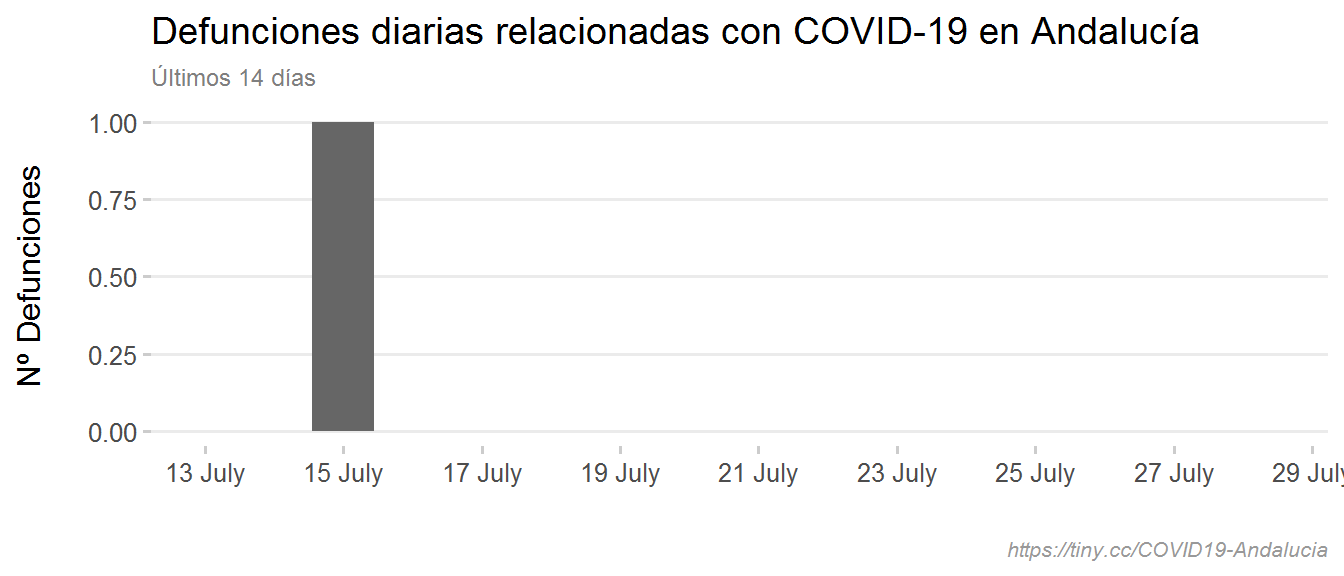 Defunciones diarias relacionadas con COVID-19 en Andalucía
Últimos 14 días
Nº Defunciones
1.00
0.75
0.50
0.25
0.00
13 July 15 July 17 July 19 July 21 July 23 July 25 July 27 July 29 July
https://tiny.cc/COVID19-Andalucia